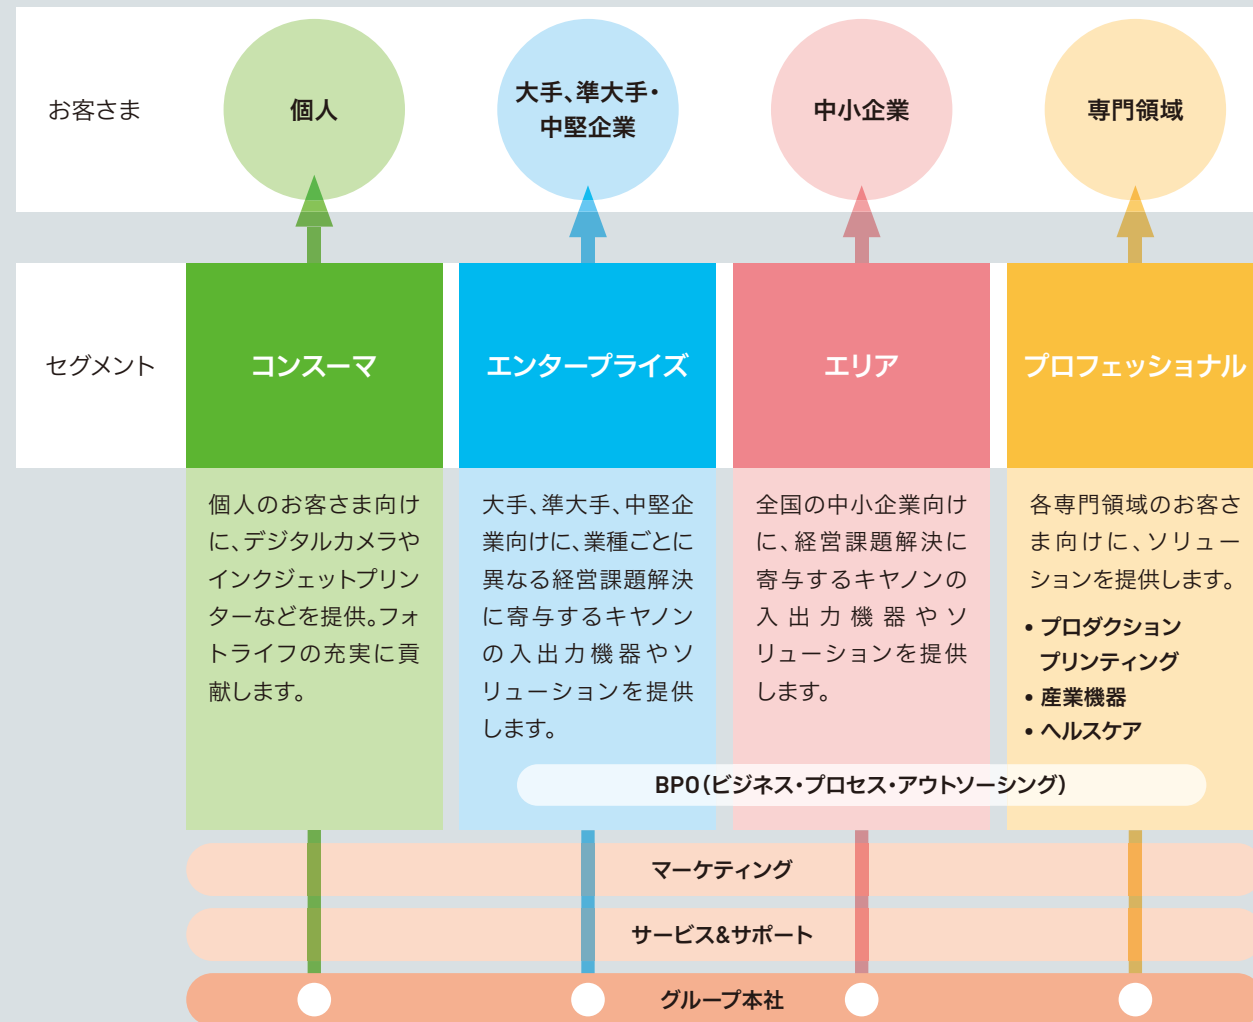 お客さま
個人
大手、準大手・
中堅企業
中小企業
専門領域
セグメント
コンスーマ
エンタープライズ
エリア
プロフェッショナル
個人のお客さま向け
に、デジタルカメラや
インクジェットプリン
ターなどを提供。フォ
トライフの充実に貢
献します。
大手、準大手、中堅企
業向けに、業種ごとに
異なる経営課題解決
に寄与するキヤノン
の入出力機器やソ
リューションを提供
します。
全国の中小企業向け
に、経営課題解決に
寄与するキヤノンの
入出力機器やソ
リューションを提供
します。
各専門領域のお客さ
ま向けに、ソリュー
ションを提供します。
• プロダクション
プリンティング
• 産業機器
• ヘルスケア
BPO(ビジネス・プロセス・アウトソーシング)
マーケティング
サービス&サポート
グループ本社